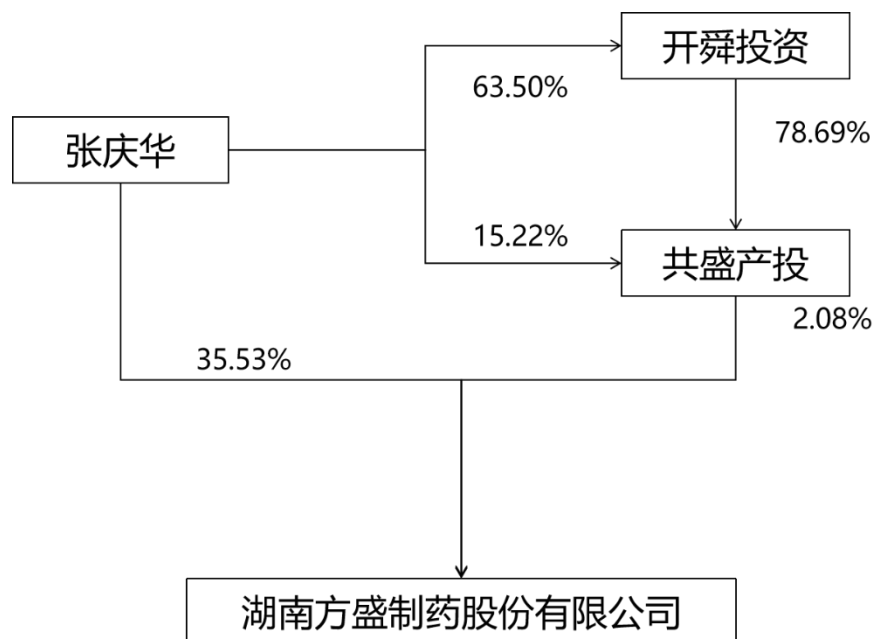 开舜投资
63.50%
78.69%
张庆华
15.22%
共盛产投
2.08%
35.53%
湖南方盛制药股份有限公司